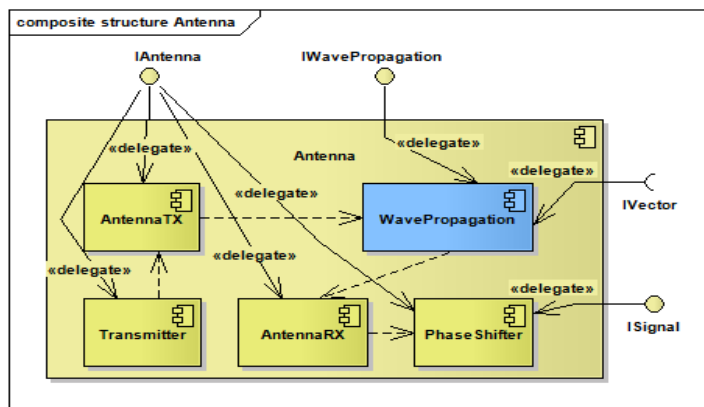 composite structure Antenna
IAntenna
IWavePropagation
«delegate»
«delegate»
Antenna
«delegate»
«delegate»
AntennaTX
WavePropagation
IVector
«delegate»
«delegate»
«delegate»
Transmitter
AntennaRX
PhaseShifter
ISignal